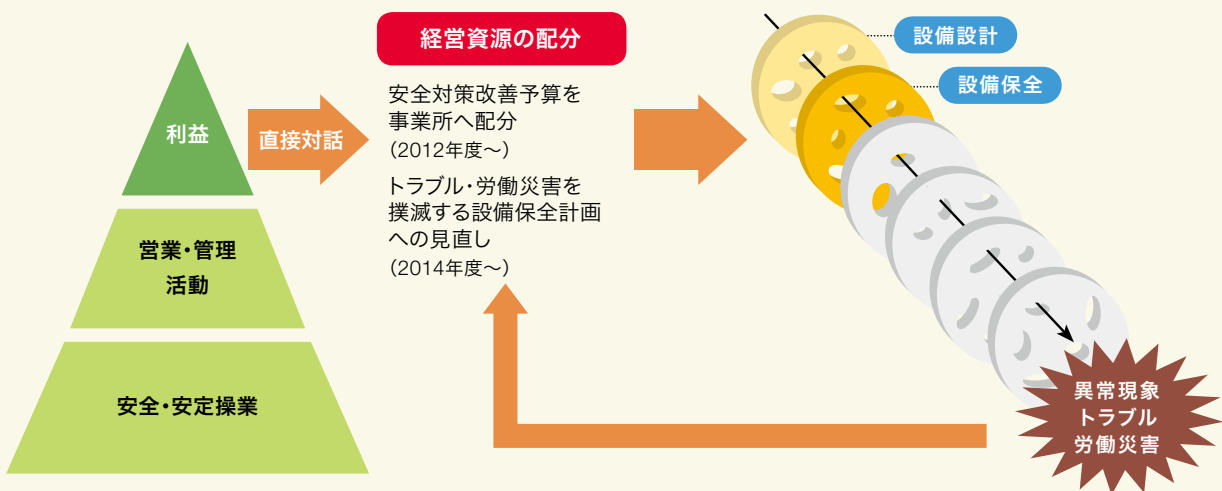 利益
営業・管理
活動
安全・安定操業
直接対話
経営資源の配分
安全対策改善予算を
事業所へ配分
（2012年度～）
トラブル・労働災害を
撲滅する設備保全計画
への見直し
（2014年度～）
設備設計
設備保全
異常現象
トラブル
労働災害